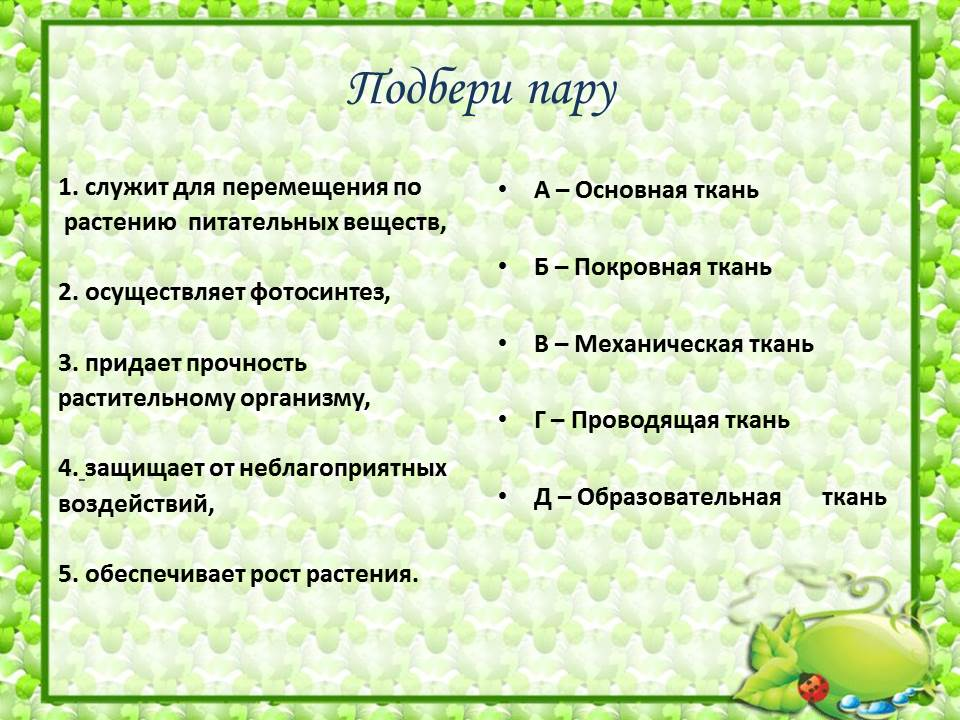 Подбери пару
1. служит для перемещения по
растению питательных веществ,
2. осуществляет фотосинтез,
3. придает прочность
растительному организму,
4. защищает от неблагоприятных
воздействий,
5. обеспечивает рост растения.
• А – Основная ткань
• Б – Покровная ткань
• В – Механическая ткань
• Г – Проводящая ткань
• Д – Образовательная ткань